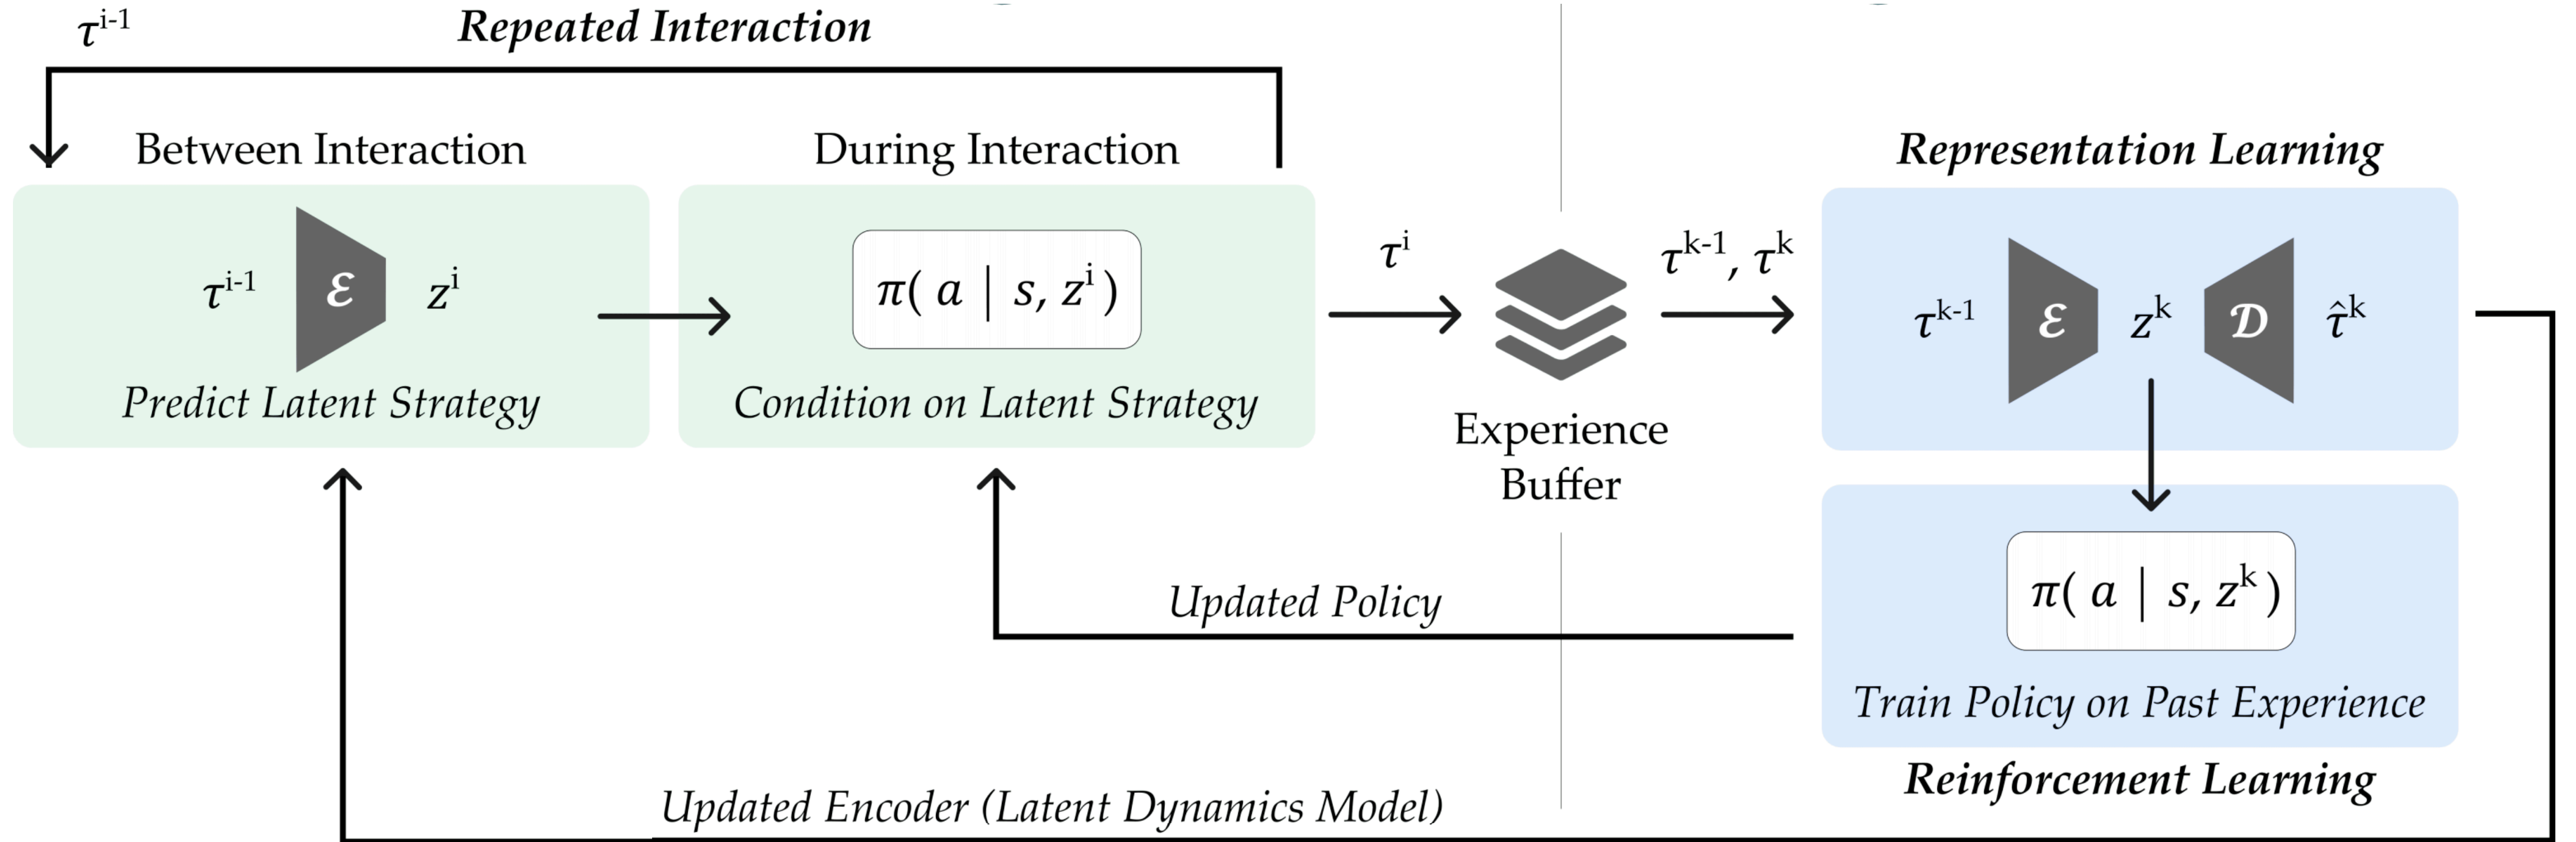 τ^i-1
Repeated Interaction
Between Interaction
During Interaction
τ^i-1 ℰ z^i
Predict Latent Strategy
π( a | s, z^i )
Condition on Latent Strategy
τ^i
Experience
Buffer
τ^k-1, τ^k
Representation Learning
τ^k-1 ℰ z^k 𝒟 τ̂^k
π( a | s, z^k )
Train Policy on Past Experience
Reinforcement Learning
Updated Policy
Updated Encoder (Latent Dynamics Model)